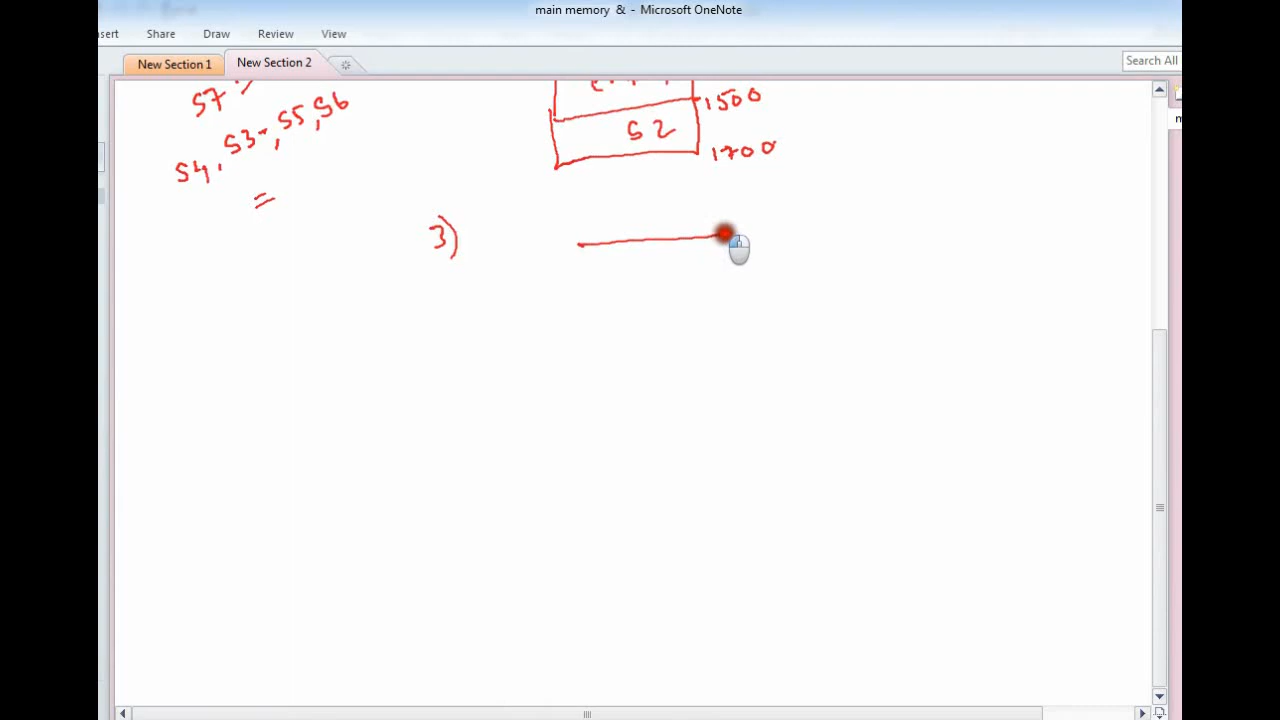 main memory & - Microsoft OneNote
Share Draw Review View
New Section 1 New Section 2
Search All
S7
S4, S3, S5, S6
=
1500
S2
1700
3)